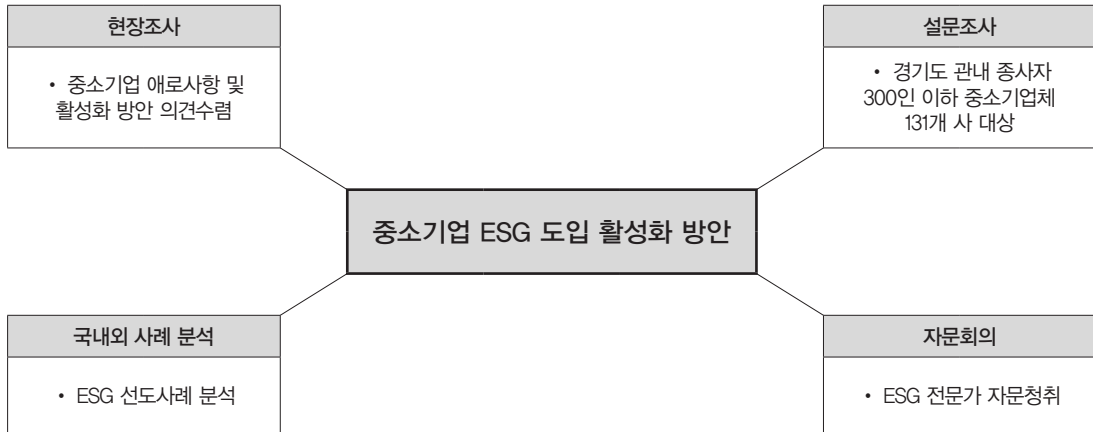 현장조사
• 중소기업 애로사항 및
활성화 방안 의견수렴
설문조사
• 경기도 관내 종사자
300인 이하 중소기업체
131개 사 대상
중소기업 ESG 도입 활성화 방안
국내외 사례 분석
• ESG 선도사례 분석
자문회의
• ESG 전문가 자문청취